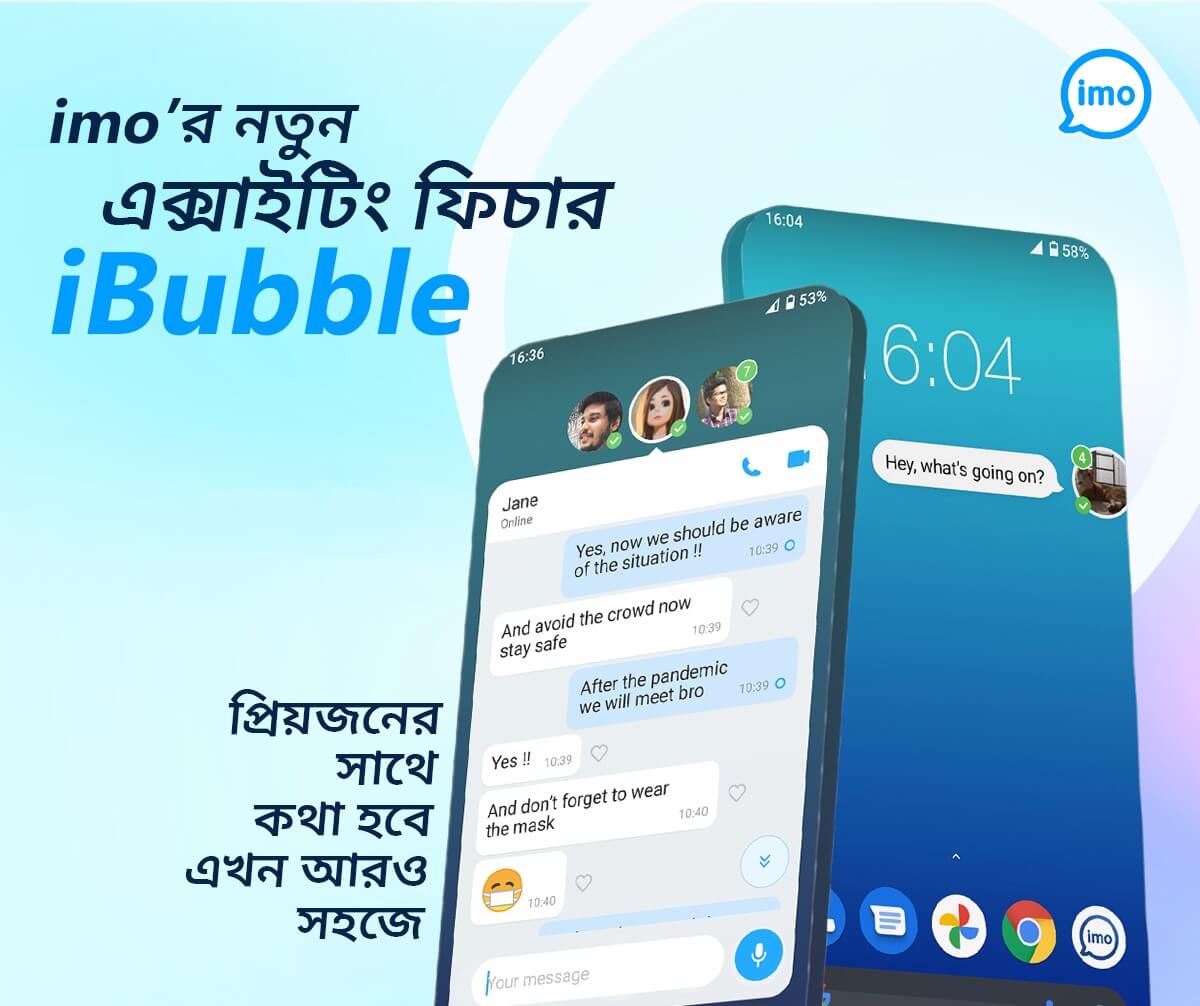 imo
imo'র নতুন
এক্সাইটিং ফিচার
iBubble
16:04
58%
6:04
Hey, what's going on?
4
16:36
53%
7
Jane
Online
Yes, now we should be aware
of the situation !!
10:39
And avoid the crowd now
stay safe
10:39
After the pandemic
we will meet bro
10:39
Yes !!
10:39
And don't forget to wear
the mask
10:40
10:40
Your message
প্রিয়জনের
সাথে
কথা হবে
এখন আরও
সহজে
imo